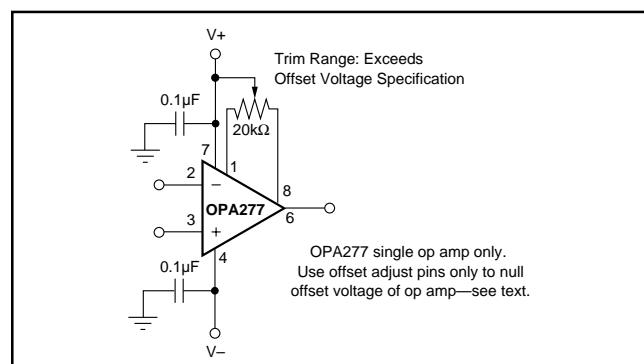 V+
Trim Range: Exceeds
Offset Voltage Specification
0.1µF
20kΩ
7
1
2
−
8
OPA277
6
3
+
4
OPA277 single op amp only.
Use offset adjust pins only to null
offset voltage of op amp—see text.
0.1µF
V−